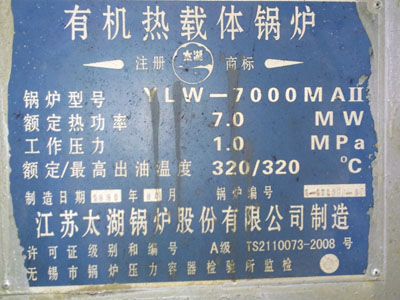 有机热载体锅炉
注册 太湖 商标
锅炉型号 YLW-7000MAⅡ
额定热功率 7.0 MW
工作压力 1.0 MPa
额定/最高出油温度 320/320 ℃
制造日期 年 月 锅炉编号
江苏太湖锅炉股份有限公司制造
许可证级别和编号 A级 TS2110073-2008号
无锡市锅炉压力容器检验所监检